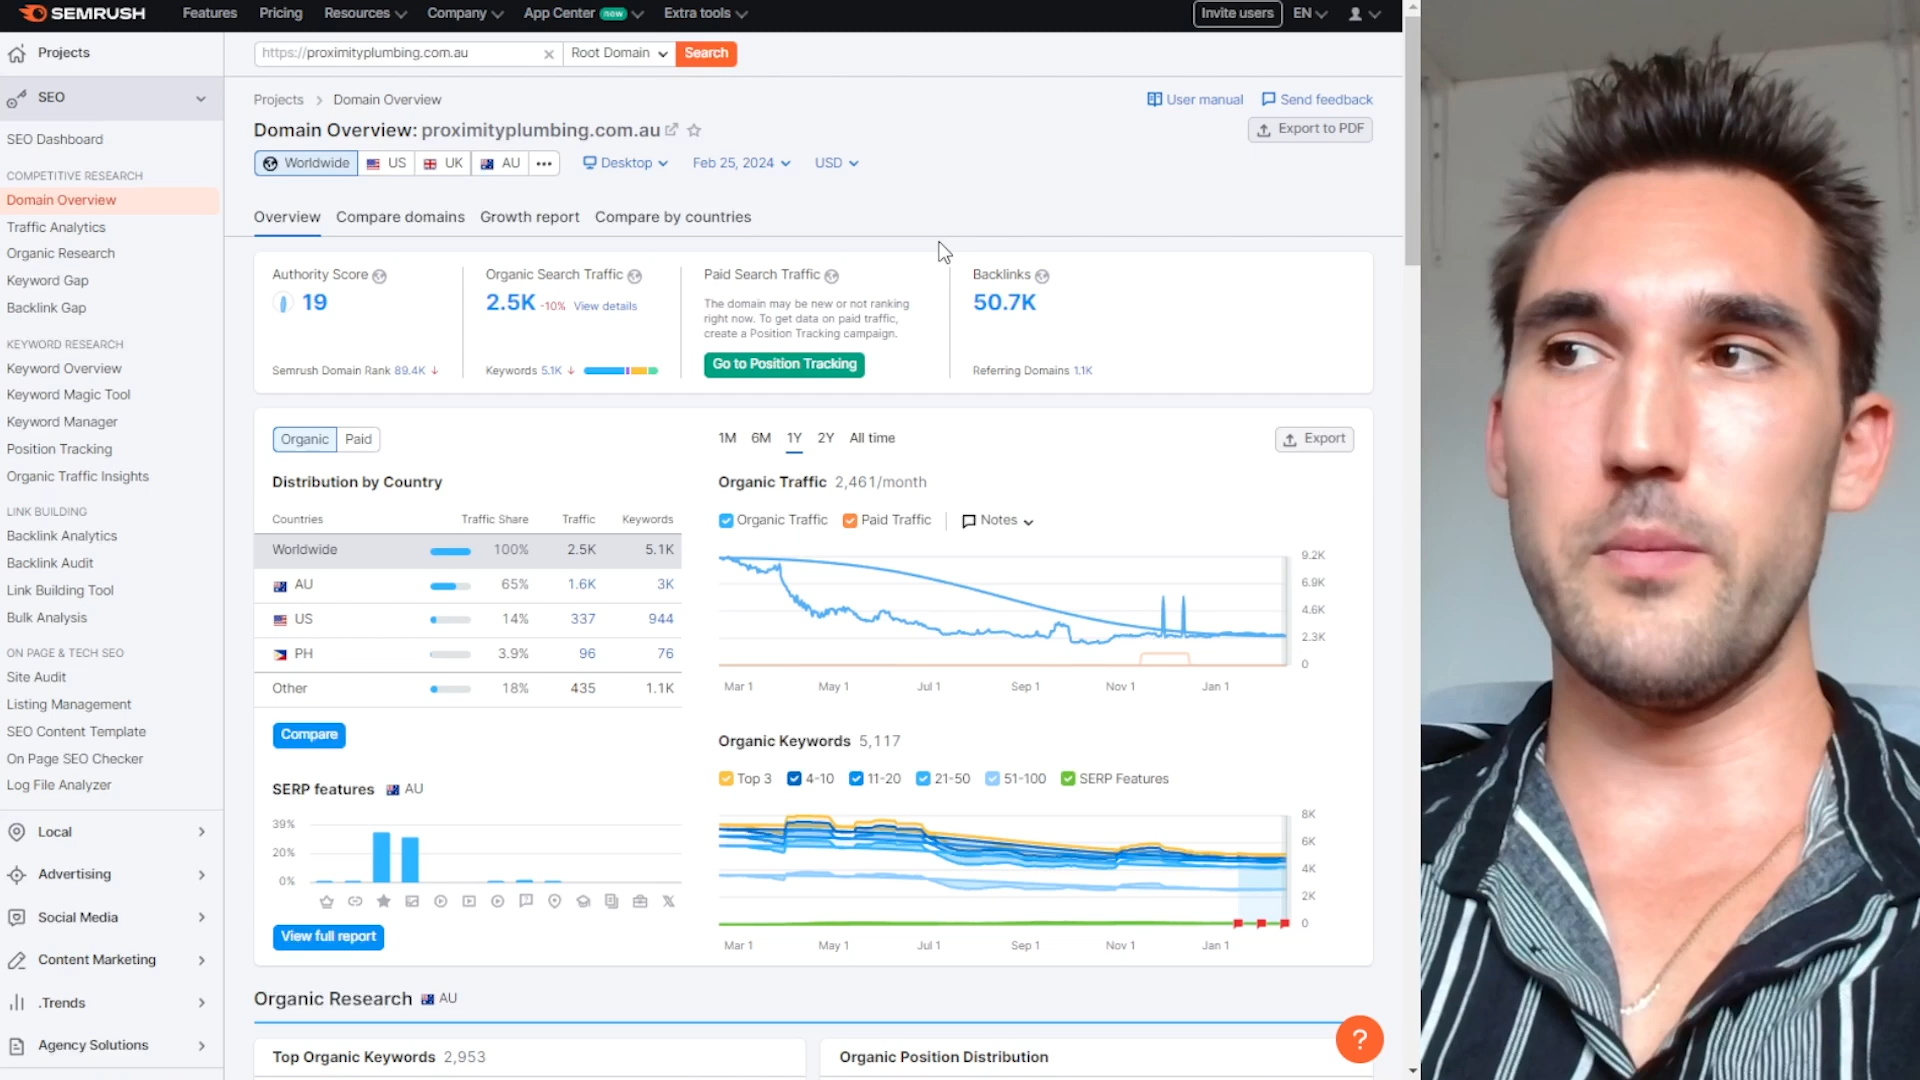 SEMRUSH
Features Pricing Resources Company App Center new Extra tools Invite users EN
Projects
https://proximityplumbing.com.au Root Domain Search
SEO
Projects > Domain Overview
User manual Send feedback
Domain Overview: proximityplumbing.com.au
Export to PDF
Worldwide US UK AU ••• Desktop Feb 25, 2024 USD
Overview Compare domains Growth report Compare by countries
SEO Dashboard
COMPETITIVE RESEARCH
Domain Overview
Traffic Analytics
Organic Research
Keyword Gap
Backlink Gap
KEYWORD RESEARCH
Keyword Overview
Keyword Magic Tool
Keyword Manager
Position Tracking
Organic Traffic Insights
LINK BUILDING
Backlink Analytics
Backlink Audit
Link Building Tool
Bulk Analysis
ON PAGE & TECH SEO
Site Audit
Listing Management
SEO Content Template
On Page SEO Checker
Log File Analyzer
Local
Advertising
Social Media
Content Marketing
.Trends
Agency Solutions
Authority Score
19
Semrush Domain Rank 89.4K ↓
Organic Search Traffic
2.5K -10% View details
Keywords 5.1K ↓
Paid Search Traffic
The domain may be new or not ranking
right now. To get data on paid traffic,
create a Position Tracking campaign.
Go to Position Tracking
Backlinks
50.7K
Referring Domains 1.1K
Organic Paid
Distribution by Country
Countries Traffic Share Traffic Keywords
Worldwide 100% 2.5K 5.1K
AU 65% 1.6K 3K
US 14% 337 944
PH 3.9% 96 76
Other 18% 435 1.1K
Compare
SERP features AU
39%
20%
0%
View full report
1M 6M 1Y 2Y All time
Export
Organic Traffic 2,461/month
Organic Traffic Paid Traffic Notes
9.2K
6.9K
4.6K
2.3K
0
Mar 1 May 1 Jul 1 Sep 1 Nov 1 Jan 1
Organic Keywords 5,117
Top 3 4-10 11-20 21-50 51-100 SERP Features
8K
6K
4K
2K
0
Mar 1 May 1 Jul 1 Sep 1 Nov 1 Jan 1
Organic Research AU
Top Organic Keywords 2,953
Organic Position Distribution
?